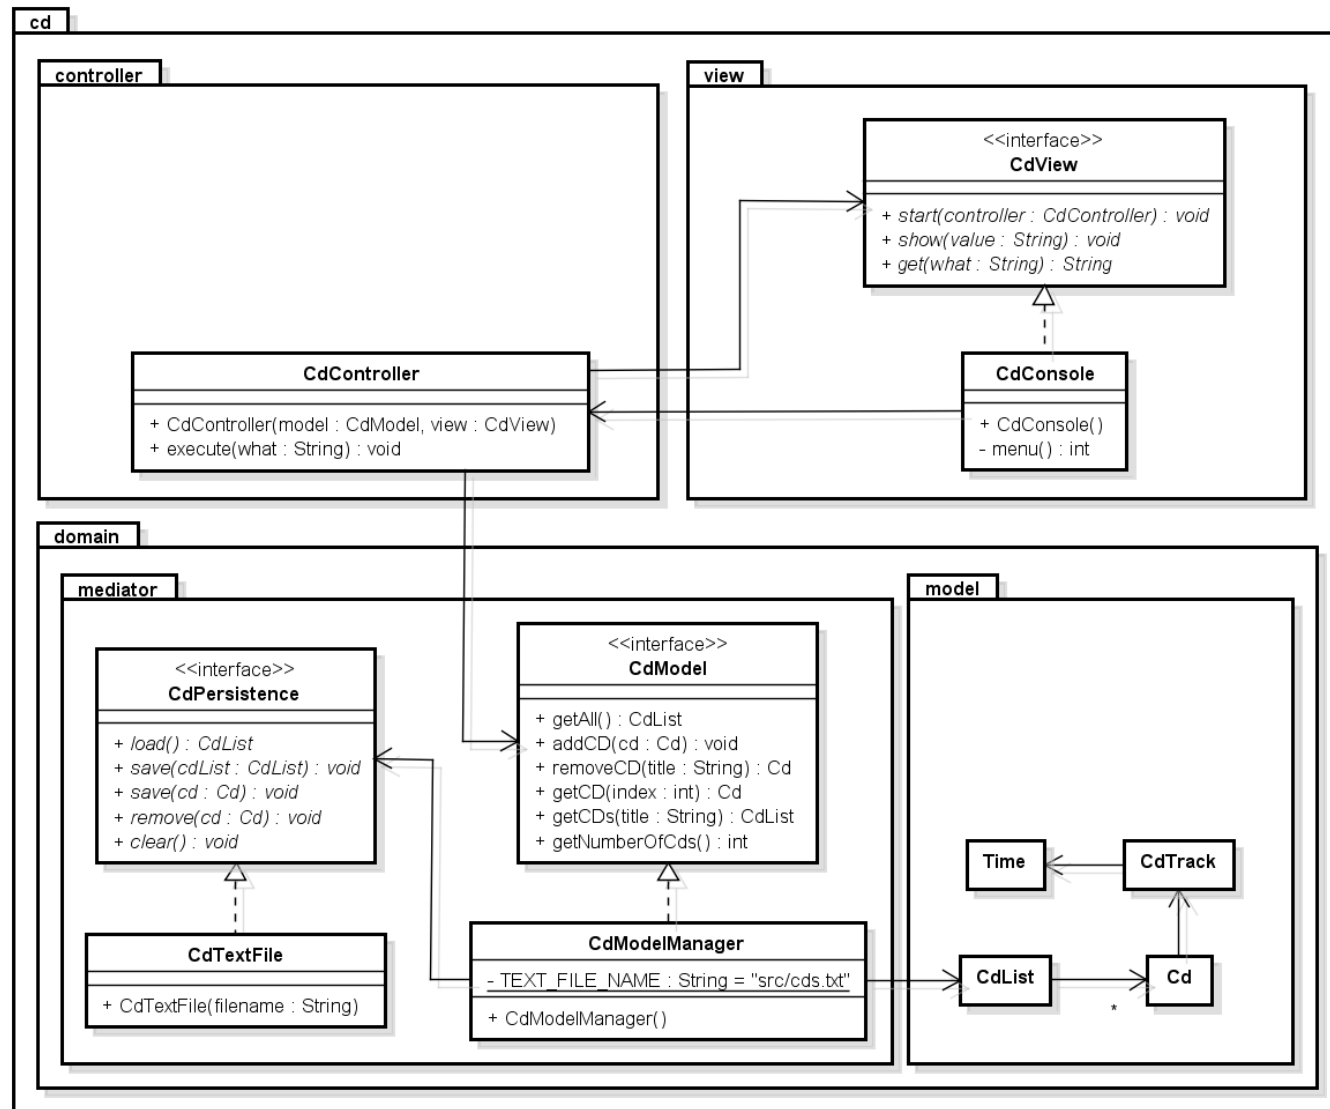 cd
controller
view
<<interface>>
CdView
+ start(controller : CdController) : void
+ show(value : String) : void
+ get(what : String) : String
CdController
+ CdController(model : CdModel, view : CdView)
+ execute(what : String) : void
CdConsole
+ CdConsole()
- menu() : int
domain
mediator
model
<<interface>>
CdPersistence
+ load() : CdList
+ save(cdList : CdList) : void
+ save(cd : Cd) : void
+ remove(cd : Cd) : void
+ clear() : void
<<interface>>
CdModel
+ getAll() : CdList
+ addCD(cd : Cd) : void
+ removeCD(title : String) : Cd
+ getCD(index : int) : Cd
+ getCDs(title : String) : CdList
+ getNumberOfCds() : int
Time
CdTrack
CdTextFile
+ CdTextFile(filename : String)
CdModelManager
- TEXT_FILE_NAME : String = "src/cds.txt"
+ CdModelManager()
CdList
Cd
*